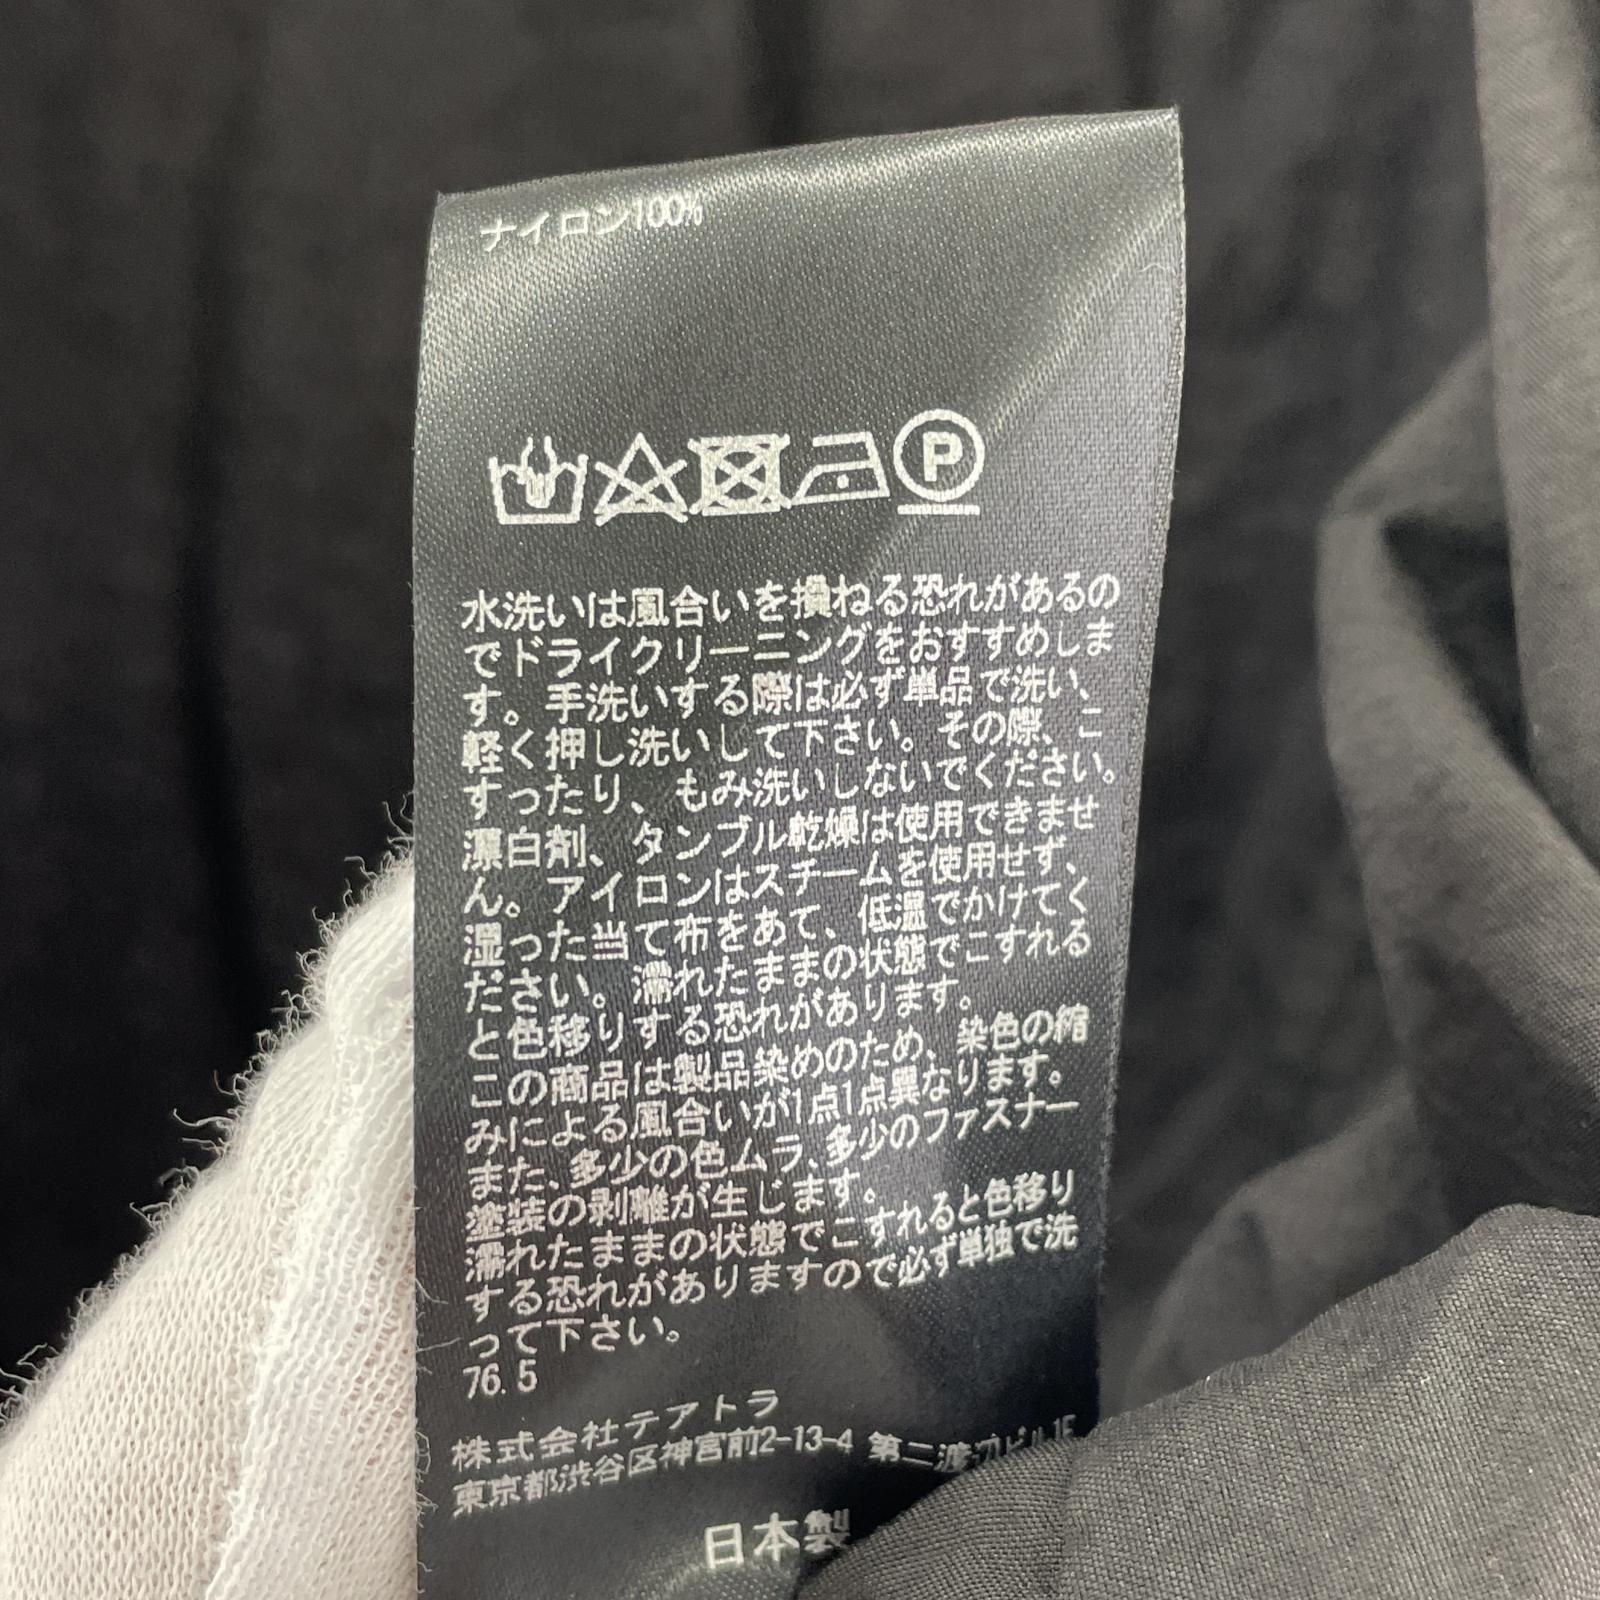 ナイロン100%
P
水洗いは風合いを損ねる恐れがあるの
でドライクリーニングをおすすめしま
す。手洗いする際は必ず単品で洗い、
軽く押し洗いして下さい。その際、こ
すったり、もみ洗いしないでください。
漂白剤、タンブル乾燥は使用できませ
ん。アイロンはスチームを使用せず、
湿った当て布をあて、低温でかけてく
ださい。濡れたままの状態でこすれる
と色移りする恐れがあります。
この商品は製品染めのため、染色の縮
みによる風合いが1点1点異なります。
また、多少の色ムラ、多少のファスナー
塗装の剥離が生じます。
濡れたままの状態でこすれると色移り
する恐れがありますので必ず単独で洗
って下さい。
76.5
株式会社テアトラ
東京都渋谷区神宮前2-13-4 第二渡辺ビル1F
日本製